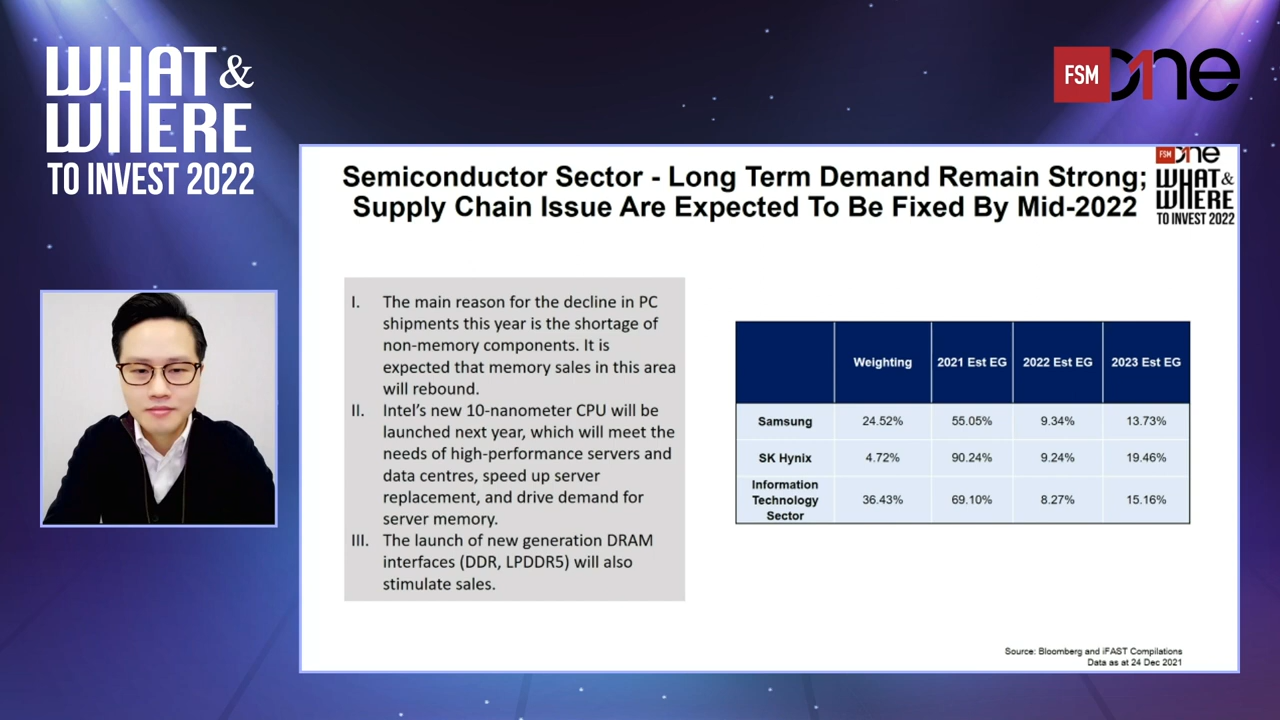 WHAT &
WHERE
TO INVEST 2022
FSM One
FSM One
WHAT &
WHERE
TO INVEST 2022
Semiconductor Sector - Long Term Demand Remain Strong;
Supply Chain Issue Are Expected To Be Fixed By Mid-2022
I. The main reason for the decline in PC
shipments this year is the shortage of
non-memory components. It is
expected that memory sales in this area
will rebound.
II. Intel's new 10-nanometer CPU will be
launched next year, which will meet the
needs of high-performance servers and
data centres, speed up server
replacement, and drive demand for
server memory.
III. The launch of new generation DRAM
interfaces (DDR, LPDDR5) will also
stimulate sales.
Weighting 2021 Est EG 2022 Est EG 2023 Est EG
Samsung 24.52% 55.05% 9.34% 13.73%
SK Hynix 4.72% 90.24% 9.24% 19.46%
Information
Technology
Sector 36.43% 69.10% 8.27% 15.16%
Source: Bloomberg and iFAST Compilations
Data as at 24 Dec 2021